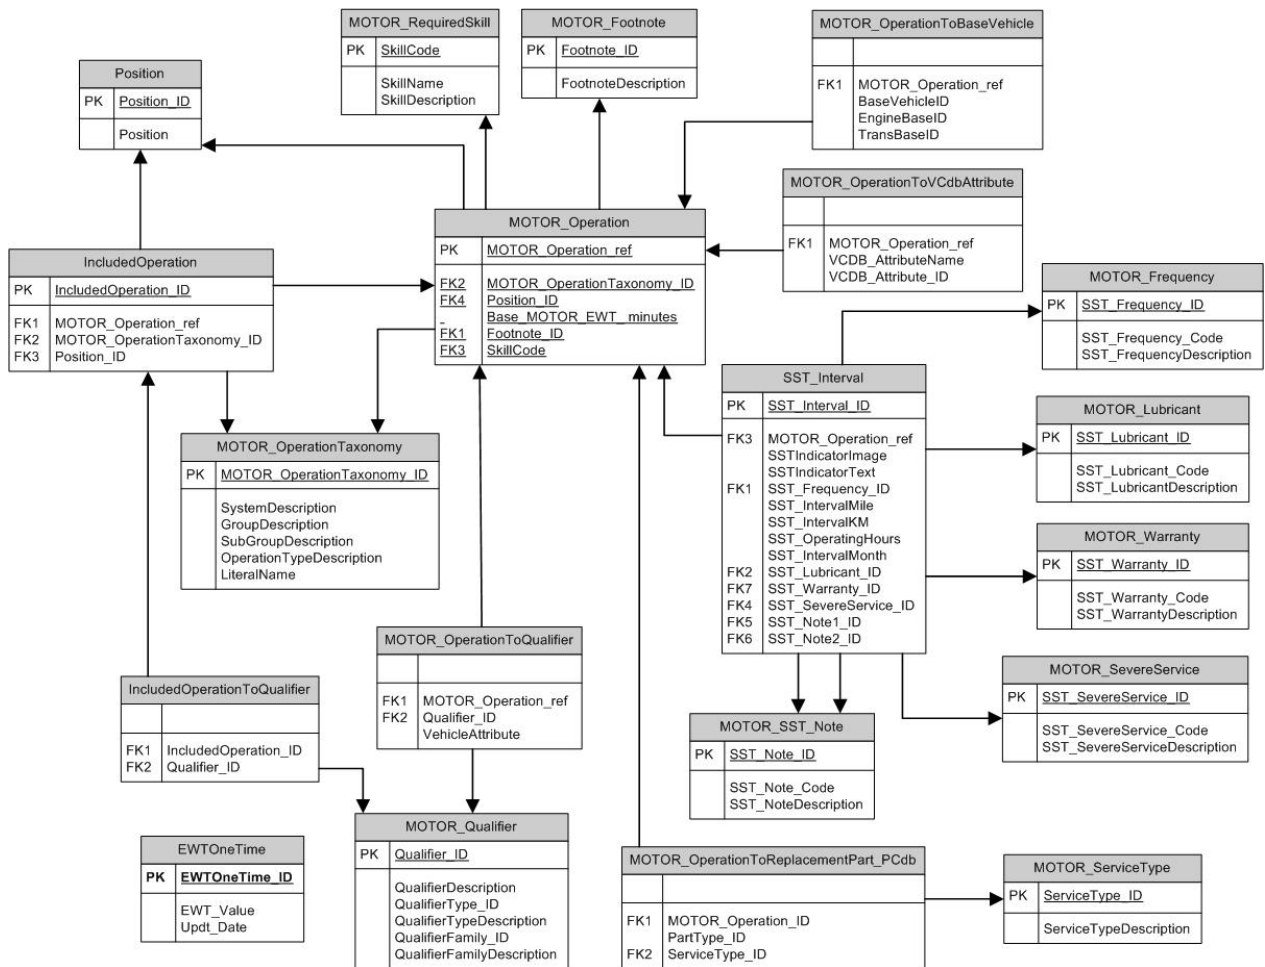 MOTOR_RequiredSkill
PK SkillCode
SkillName
SkillDescription
MOTOR_Footnote
PK Footnote_ID
FootnoteDescription
MOTOR_OperationToBaseVehicle
FK1 MOTOR_Operation_ref
BaseVehicleID
EngineBaseID
TransBaseID
Position
PK Position_ID
Position
MOTOR_OperationToVCdbAttribute
FK1 MOTOR_Operation_ref
VCDB_AttributeName
VCDB_Attribute_ID
MOTOR_Operation
PK MOTOR_Operation_ref
FK2 MOTOR_OperationTaxonomy_ID
FK4 Position_ID
Base_MOTOR_EWT_minutes
FK1 Footnote_ID
FK3 SkillCode
IncludedOperation
PK IncludedOperation_ID
FK1 MOTOR_Operation_ref
FK2 MOTOR_OperationTaxonomy_ID
FK3 Position_ID
MOTOR_Frequency
PK SST_Frequency_ID
SST_Frequency_Code
SST_FrequencyDescription
SST_Interval
PK SST_Interval_ID
FK3 MOTOR_Operation_ref
SSTIndicatorImage
SSTIndicatorText
FK1 SST_Frequency_ID
SST_IntervalMile
SST_IntervalKM
SST_OperatingHours
SST_IntervalMonth
FK2 SST_Lubricant_ID
FK7 SST_Warranty_ID
FK4 SST_SevereService_ID
FK5 SST_Note1_ID
FK6 SST_Note2_ID
MOTOR_Lubricant
PK SST_Lubricant_ID
SST_Lubricant_Code
SST_LubricantDescription
MOTOR_OperationTaxonomy
PK MOTOR_OperationTaxonomy_ID
SystemDescription
GroupDescription
SubGroupDescription
OperationTypeDescription
LiteralName
MOTOR_Warranty
PK SST_Warranty_ID
SST_Warranty_Code
SST_WarrantyDescription
MOTOR_OperationToQualifier
FK1 MOTOR_Operation_ref
FK2 Qualifier_ID
VehicleAttribute
MOTOR_SevereService
PK SST_SevereService_ID
SST_SevereService_Code
SST_SevereServiceDescription
IncludedOperationToQualifier
FK1 IncludedOperation_ID
FK2 Qualifier_ID
MOTOR_SST_Note
PK SST_Note_ID
SST_Note_Code
SST_NoteDescription
MOTOR_Qualifier
PK Qualifier_ID
QualifierDescription
QualifierType_ID
QualifierTypeDescription
QualifierFamily_ID
QualifierFamilyDescription
EWTOneTime
PK EWTOneTime_ID
EWT_Value
Updt_Date
MOTOR_OperationToReplacementPart_PCdb
FK1 MOTOR_Operation_ID
PartType_ID
FK2 ServiceType_ID
MOTOR_ServiceType
PK ServiceType_ID
ServiceTypeDescription